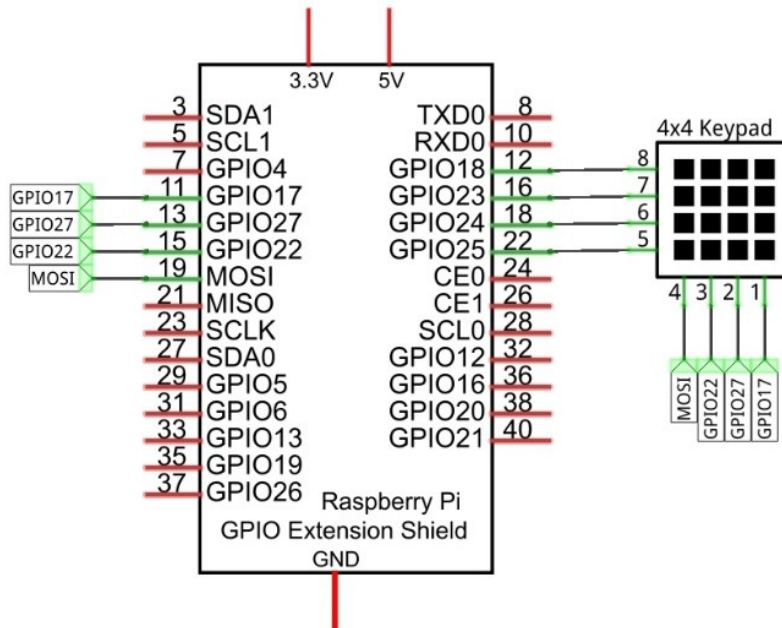 3.3V 5V
3 SDA1 TXD0 8
5 SCL1 RXD0 10
7 GPIO4 GPIO18 12
GPIO17 11 GPIO17 GPIO23 16
GPIO27 13 GPIO27 GPIO24 18
GPIO22 15 GPIO22 GPIO25 22
MOSI 19 MOSI CE0 24
21 MISO CE1 26
23 SCLK SCL0 28
27 SDA0 GPIO12 32
29 GPIO5 GPIO16 36
31 GPIO6 GPIO20 38
33 GPIO13 GPIO21 40
35 GPIO19
37 GPIO26
Raspberry Pi
GPIO Extension Shield
GND
4x4 Keypad
8
7
6
5
4 3 2 1
MOSI
GPIO22
GPIO27
GPIO17